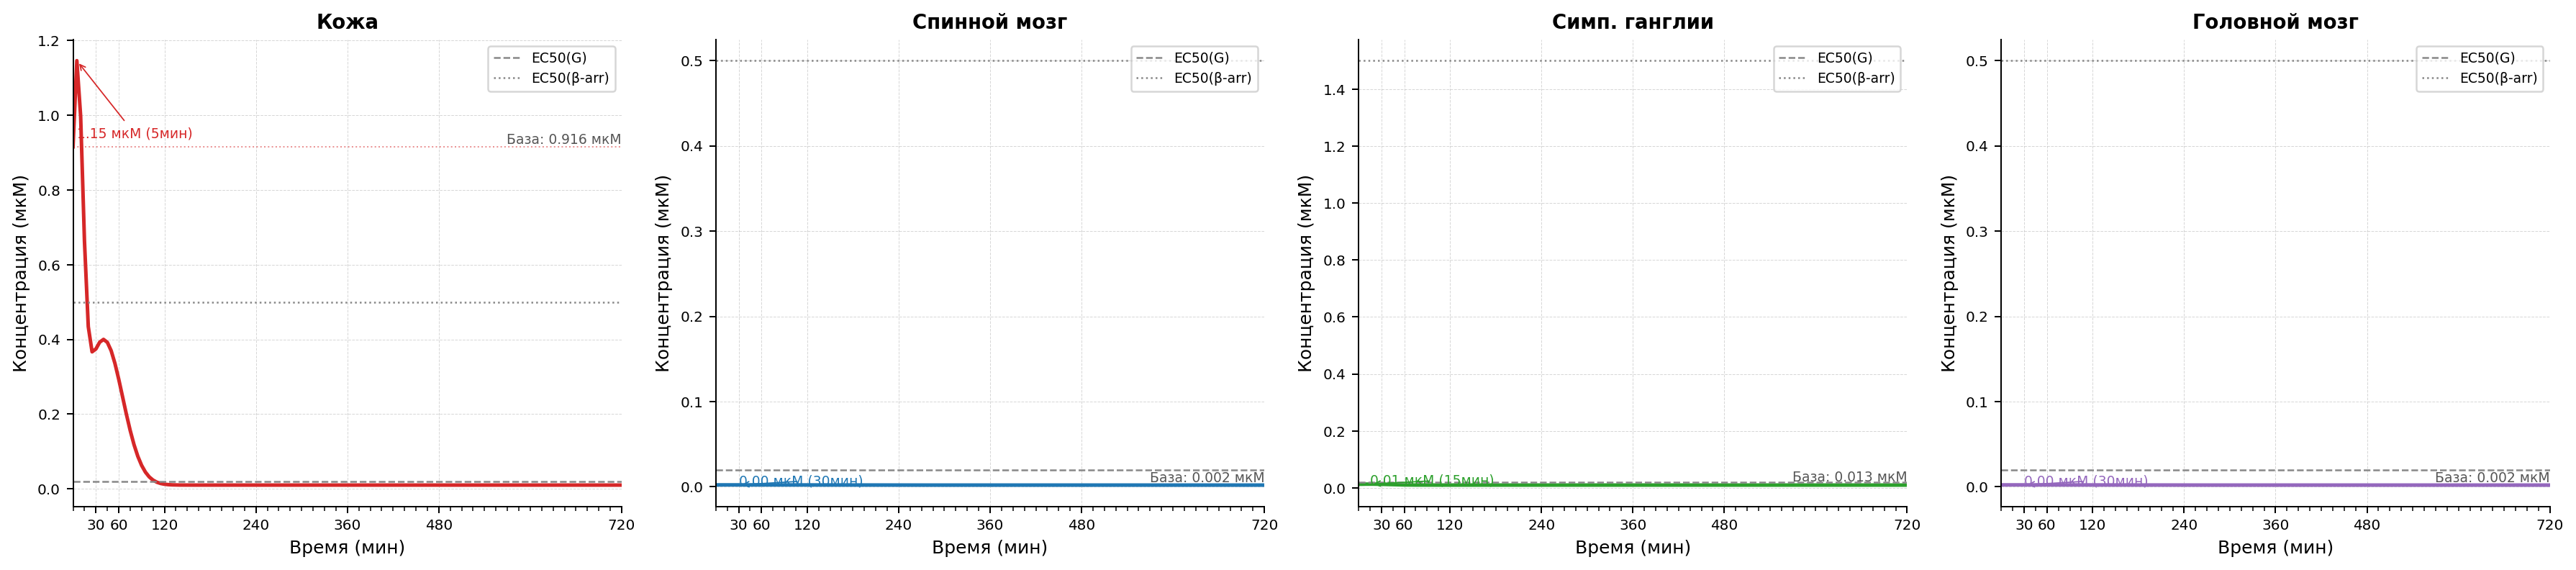 Кожа
Концентрация (мкМ)
1.2
1.0
0.8
0.6
0.4
0.2
0.0
EC50(G)
EC50(β-arr)
1.15 мкМ (5мин)
База: 0.916 мкМ
30 60 120 240 360 480 720
Время (мин)
Спинной мозг
Концентрация (мкМ)
0.5
0.4
0.3
0.2
0.1
0.0
EC50(G)
EC50(β-arr)
0.00 мкМ (30мин)
База: 0.002 мкМ
30 60 120 240 360 480 720
Время (мин)
Симп. ганглии
Концентрация (мкМ)
1.4
1.2
1.0
0.8
0.6
0.4
0.2
0.0
EC50(G)
EC50(β-arr)
0.01 мкМ (15мин)
База: 0.013 мкМ
30 60 120 240 360 480 720
Время (мин)
Головной мозг
Концентрация (мкМ)
0.5
0.4
0.3
0.2
0.1
0.0
EC50(G)
EC50(β-arr)
0.00 мкМ (30мин)
База: 0.002 мкМ
30 60 120 240 360 480 720
Время (мин)